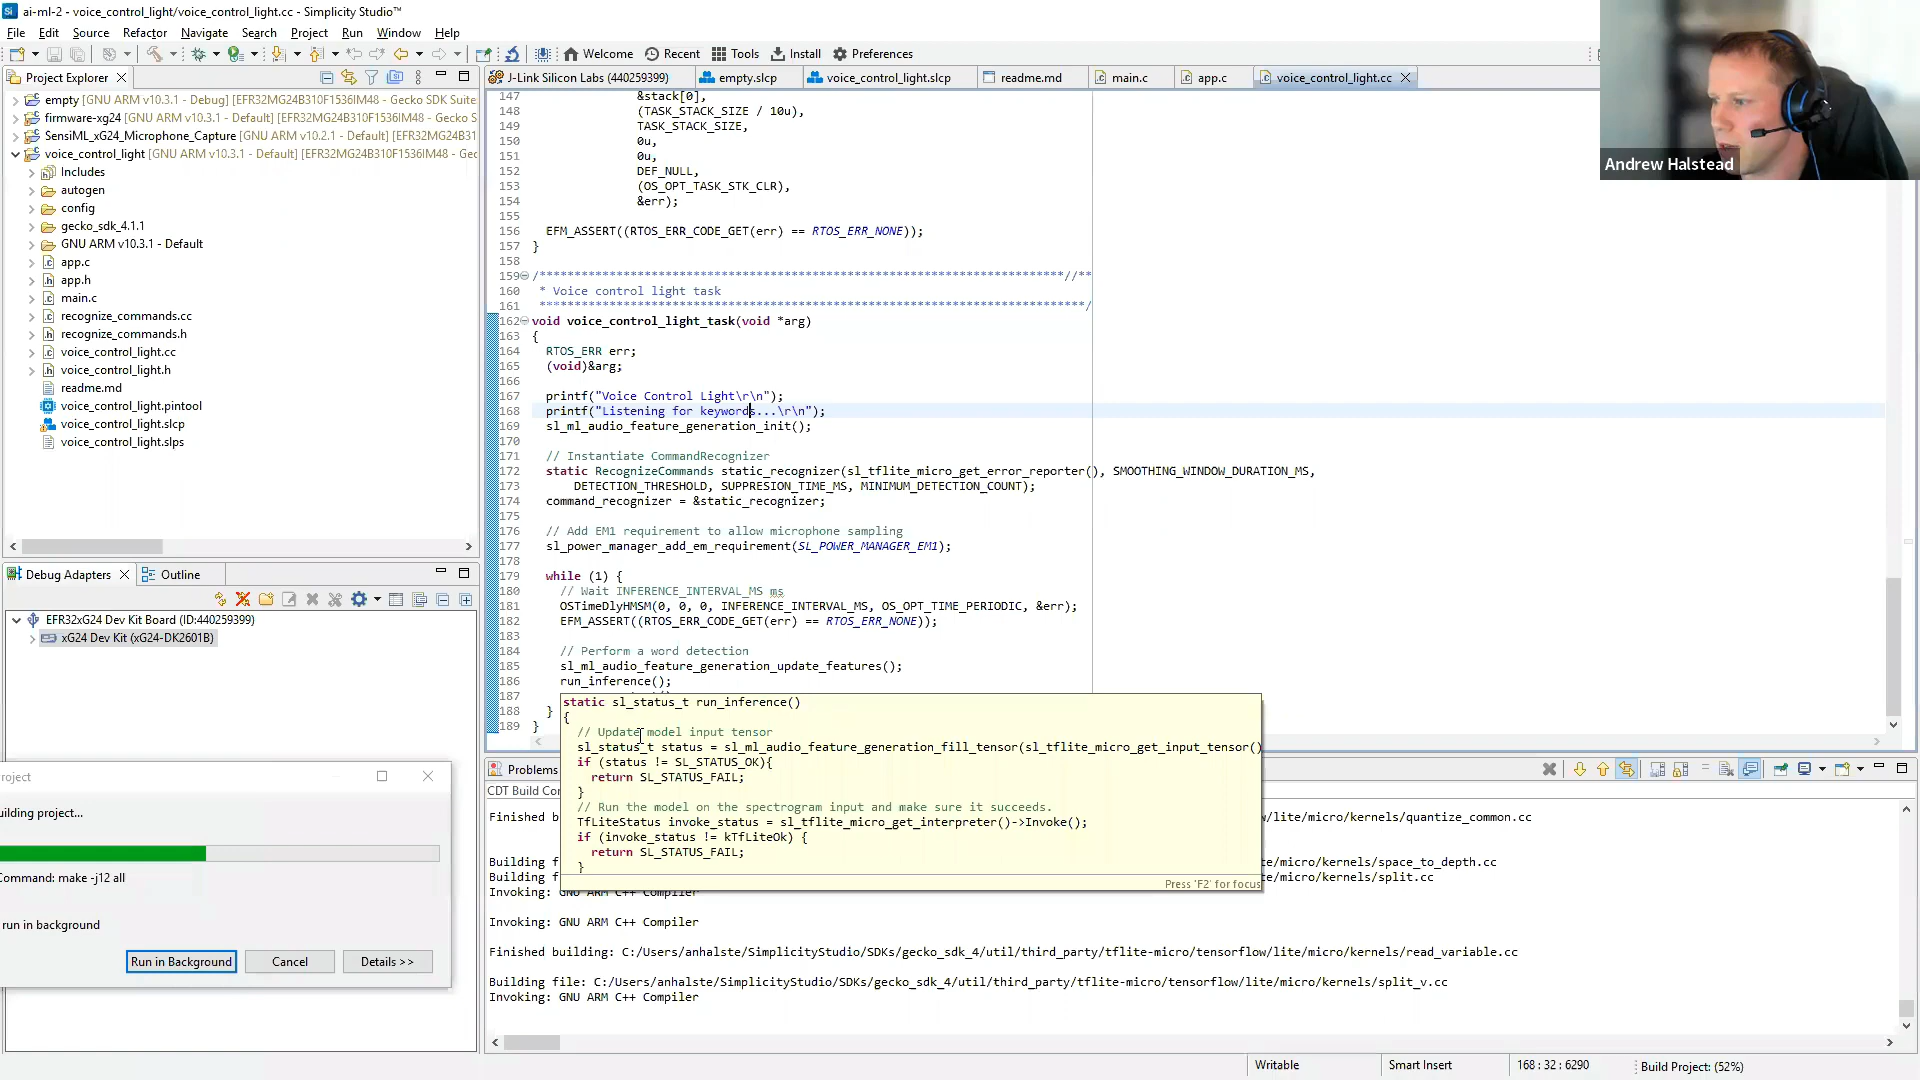 ai-ml-2 - voice_control_light/voice_control_light.cc - Simplicity Studio™
File Edit Source Refactor Navigate Search Project Run Window Help
Welcome Recent Tools Install Preferences
Project Explorer
empty [GNU ARM v10.3.1 - Debug] [EFR32MG24B310F1536IM48 - Gecko SDK Suite
firmware-xg24 [GNU ARM v10.3.1 - Default] [EFR32MG24B310F1536IM48 - Gecko S
SensiML_xG24_Microphone_Capture [GNU ARM v10.2.1 - Default] [EFR32MG24B31
voice_control_light [GNU ARM v10.3.1 - Default] [EFR32MG24B310F1536IM48 - Gec
Includes
autogen
config
gecko_sdk_4.1.1
GNU ARM v10.3.1 - Default
app.c
app.h
main.c
recognize_commands.cc
recognize_commands.h
voice_control_light.cc
voice_control_light.h
readme.md
voice_control_light.pintool
voice_control_light.slcp
voice_control_light.slps
Debug Adapters Outline
EFR32xG24 Dev Kit Board (ID:440259399)
xG24 Dev Kit (xG24-DK2601B)
roject
uilding project...
Command: make -j12 all
run in background
Run in Background Cancel Details >>
J-Link Silicon Labs (440259399) empty.slcp voice_control_light.slcp readme.md main.c app.c voice_control_light.cc
147 &stack[0],
148 (TASK_STACK_SIZE / 10u),
149 TASK_STACK_SIZE,
150 0u,
151 0u,
152 DEF_NULL,
153 (OS_OPT_TASK_STK_CLR),
154 &err);
155
156 EFM_ASSERT((RTOS_ERR_CODE_GET(err) == RTOS_ERR_NONE));
157 }
158
159 /***************************************************************************//**
160 * Voice control light task
161 ******************************************************************************/
162 void voice_control_light_task(void *arg)
163 {
164 RTOS_ERR err;
165 (void)&arg;
166
167 printf("Voice Control Light\r\n");
168 printf("Listening for keywords...\r\n");
169 sl_ml_audio_feature_generation_init();
170
171 // Instantiate CommandRecognizer
172 static RecognizeCommands static_recognizer(sl_tflite_micro_get_error_reporter(), SMOOTHING_WINDOW_DURATION_MS,
173 DETECTION_THRESHOLD, SUPPRESION_TIME_MS, MINIMUM_DETECTION_COUNT);
174 command_recognizer = &static_recognizer;
175
176 // Add EM1 requirement to allow microphone sampling
177 sl_power_manager_add_em_requirement(SL_POWER_MANAGER_EM1);
178
179 while (1) {
180 // Wait INFERENCE_INTERVAL_MS ms
181 OSTimeDlyHMSM(0, 0, 0, INFERENCE_INTERVAL_MS, OS_OPT_TIME_PERIODIC, &err);
182 EFM_ASSERT((RTOS_ERR_CODE_GET(err) == RTOS_ERR_NONE));
183
184 // Perform a word detection
185 sl_ml_audio_feature_generation_update_features();
186 run_inference();
187
188 }
189 }
static sl_status_t run_inference()
{
// Update model input tensor
sl_status_t status = sl_ml_audio_feature_generation_fill_tensor(sl_tflite_micro_get_input_tensor()
if (status != SL_STATUS_OK){
return SL_STATUS_FAIL;
}
// Run the model on the spectrogram input and make sure it succeeds.
TfLiteStatus invoke_status = sl_tflite_micro_get_interpreter()->Invoke();
if (invoke_status != kTfLiteOk) {
return SL_STATUS_FAIL;
}
Press 'F2' for focus
Problems
CDT Build Con
Finished b
l/lite/micro/kernels/quantize_common.cc
Building f
lite/micro/kernels/space_to_depth.cc
Building f
lite/micro/kernels/split.cc
Invoking: GNU ARM C++ Compiler
Invoking: GNU ARM C++ Compiler
Finished building: C:/Users/anhalste/SimplicityStudio/SDKs/gecko_sdk_4/util/third_party/tflite-micro/tensorflow/lite/micro/kernels/read_variable.cc
Building file: C:/Users/anhalste/SimplicityStudio/SDKs/gecko_sdk_4/util/third_party/tflite-micro/tensorflow/lite/micro/kernels/split_v.cc
Invoking: GNU ARM C++ Compiler
Writable Smart Insert 168 : 32 : 6290 Build Project: (52%)
Andrew Halstead